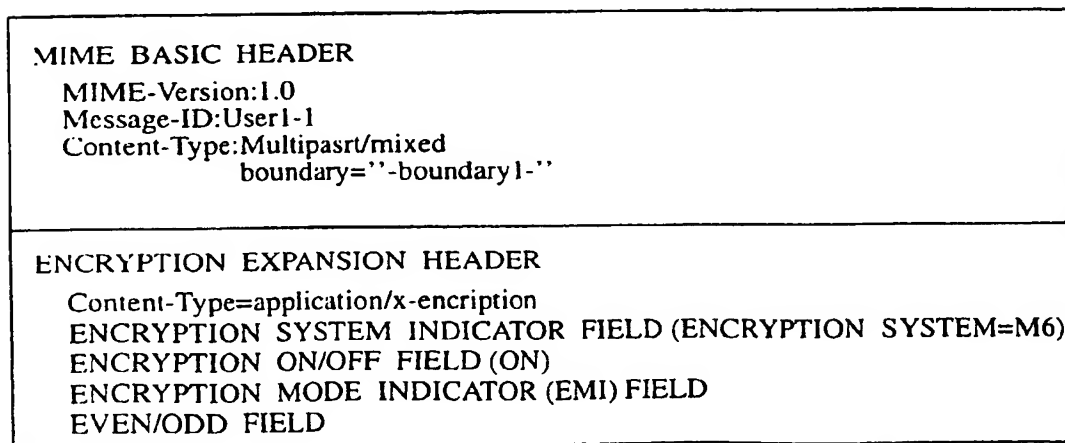 MIME BASIC HEADER
MIME-Version:1.0
Message-ID:User1-1
Content-Type:Multipasrt/mixed
boundary=''-boundary1-''
ENCRYPTION EXPANSION HEADER
Content-Type=application/x-encription
ENCRYPTION SYSTEM INDICATOR FIELD (ENCRYPTION SYSTEM=M6)
ENCRYPTION ON/OFF FIELD (ON)
ENCRYPTION MODE INDICATOR (EMI) FIELD
EVEN/ODD FIELD